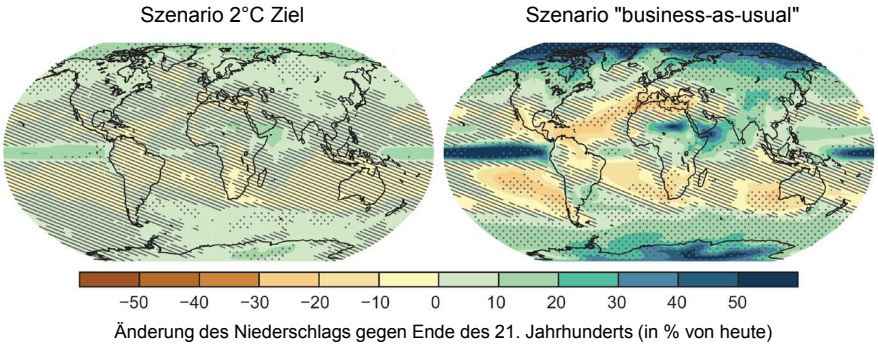 Szenario 2°C Ziel
Szenario "business-as-usual"
−50 −40 −30 −20 −10 0 10 20 30 40 50
Änderung des Niederschlags gegen Ende des 21. Jahrhunderts (in % von heute)